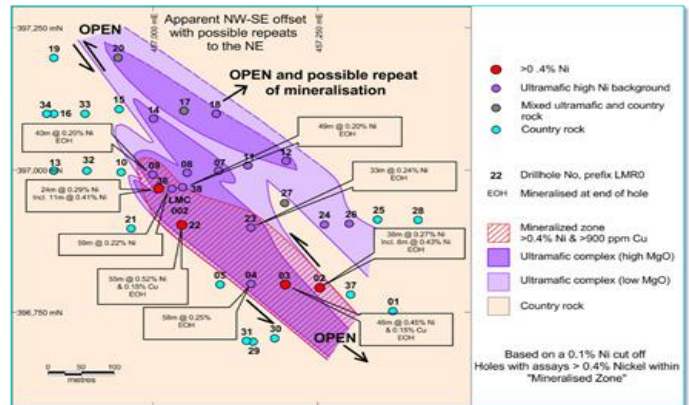 397,250 mN
OPEN
487,000 mE
Apparent NW-SE offset
with possible repeats
to the NE
487,250 mE
19
20
OPEN and possible repeat
of mineralisation
34
16
33
15
14
17
18
40m @ 0.20% Ni
EOH
49m @ 0.20% Ni
EOH
397,000 mN
13
32
10
09
08
07
11
12
33m @ 0.24% Ni
EOH
24m @ 0.29% Ni
Incl. 11m @ 0.41% Ni
36
35
LMC
002
27
21
22
23
24
26
25
28
59m @ 0.22% Ni
38m @ 0.27% Ni
Incl. 8m @ 0.43% Ni
EOH
55m @ 0.52% Ni
& 0.15% Cu
EOH
05
04
03
02
37
01
396,750 mN
58m @ 0.25%
EOH
31
29
30
OPEN
46m @ 0.45% Ni
& 0.15% Cu
EOH
0 50 100
metres
>0 .4% Ni
Ultramafic high Ni background
Mixed ultramafic and country
rock
Country rock
22 Drillhole No, prefix LMR0
EOH Mineralised at end of hole
Mineralized zone
>0.4% Ni & >900 ppm Cu
Ultramafic complex (high MgO)
Ultramafic complex (low MgO)
Country rock
Based on a 0.1% Ni cut off
Holes with assays > 0.4% Nickel within
"Mineralised Zone"